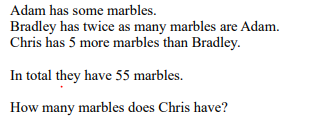 Adam has some marbles.
Bradley has twice as many marbles are Adam.
Chris has 5 more marbles than Bradley.
In total they have 55 marbles.
How many marbles does Chris have?